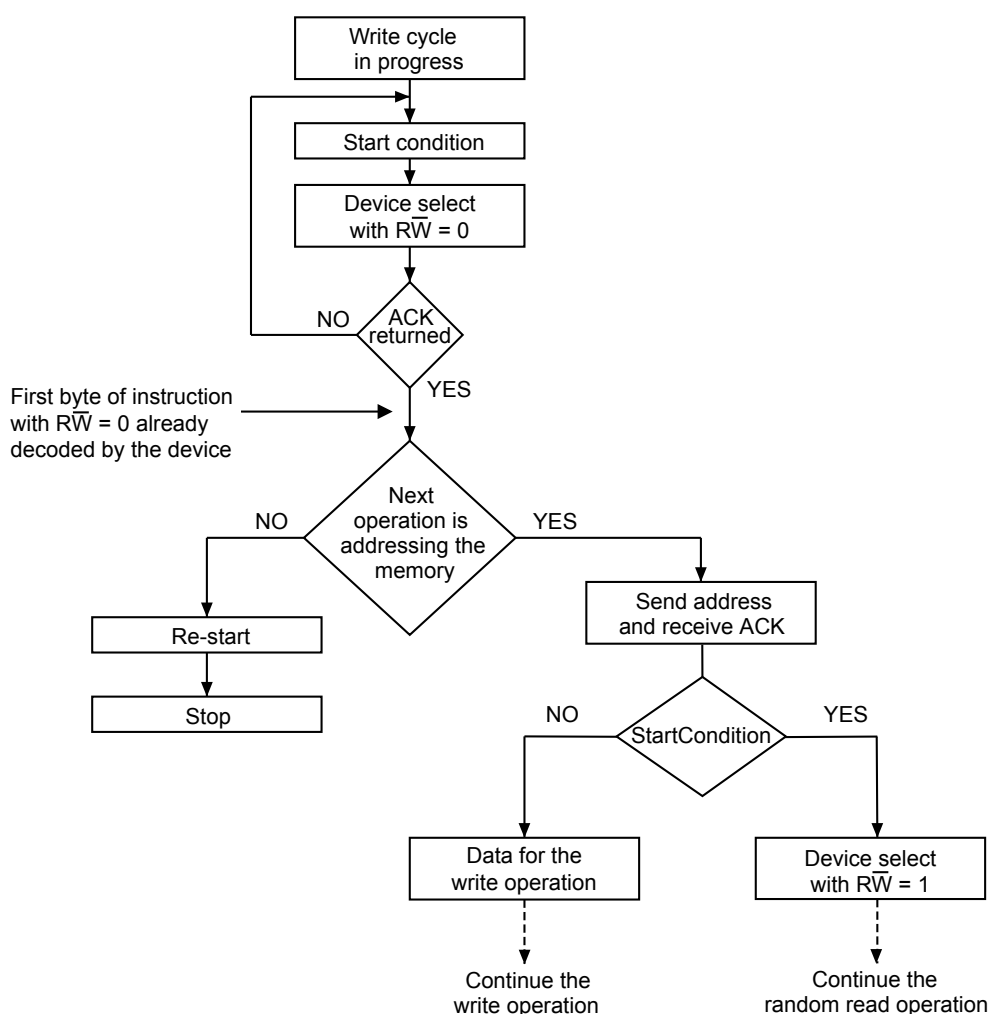 Write cycle
in progress
Start condition
Device select
with RW̅ = 0
NO
ACK
returned
YES
First byte of instruction
with RW̅ = 0 already
decoded by the device
NO
Next
operation is
addressing the
memory
YES
Send address
and receive ACK
Re-start
Stop
NO
StartCondition
YES
Data for the
write operation
Device select
with RW̅ = 1
Continue the
write operation
Continue the
random read operation